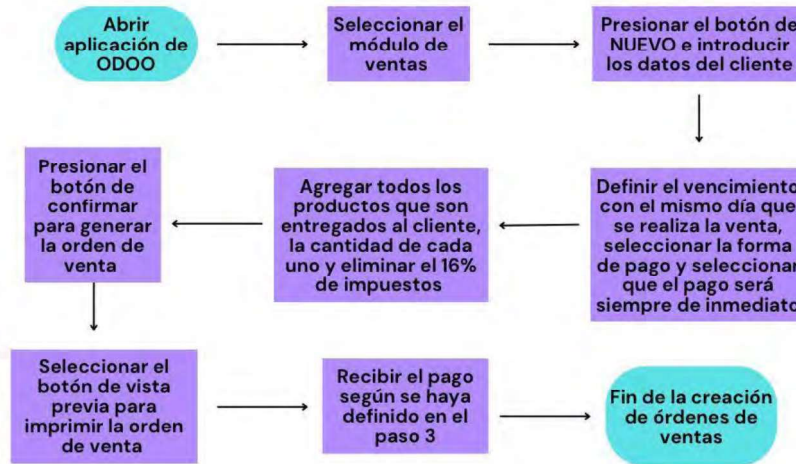 Abrir
aplicación de
ODOO
Seleccionar el
módulo de
ventas
Presionar el botón de
NUEVO e introducir
los datos del cliente
Definir el vencimiento
con el mismo día que
se realiza la venta,
seleccionar la forma
de pago y seleccionar
que el pago será
siempre de inmediato
Agregar todos los
productos que son
entregados al cliente,
la cantidad de cada
uno y eliminar el 16%
de impuestos
Presionar el
botón de
confirmar
para generar
la orden de
venta
Seleccionar el
botón de vista
previa para
imprimir la orden
de venta
Recibir el pago
según se haya
definido en el
paso 3
Fin de la creación
de órdenes de
ventas